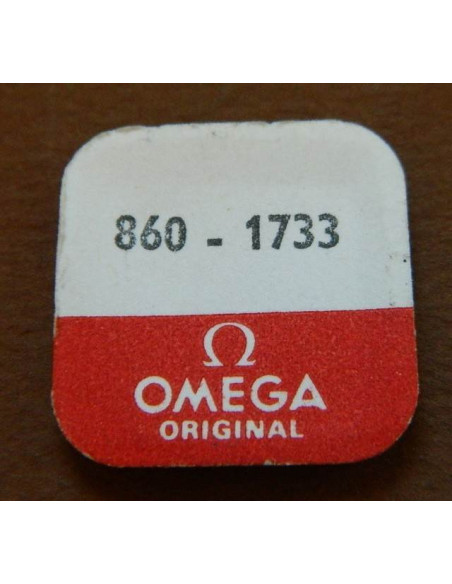 860 - 1733
Ω
OMEGA
ORIGINAL